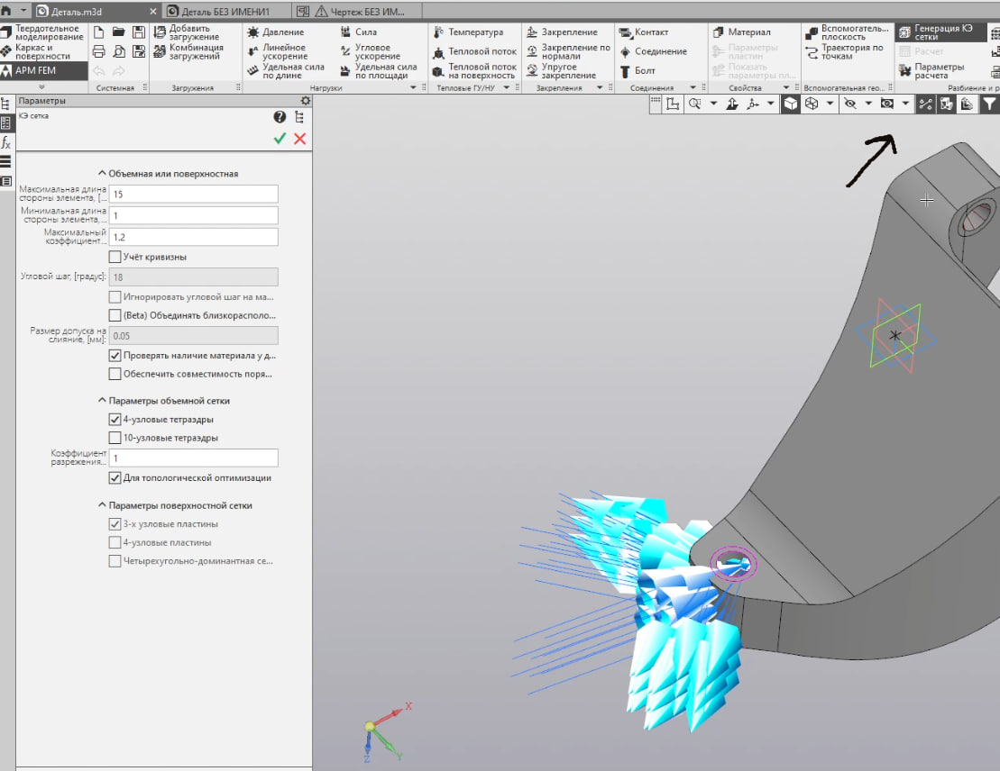 Деталь.m3d
Деталь БЕЗ ИМЕНИ1
Чертеж БЕЗ ИМ...
Твердотельное моделирование
Каркас и поверхности
APM FEM
Системная
Добавить загружение
Комбинация загружений
Загружения
Давление
Линейное ускорение
Удельная сила по длине
Сила
Угловое ускорение
Удельная сила по площади
Нагрузки
Температура
Тепловой поток
Тепловой поток на поверхность
Тепловые ГУ/НУ
Закрепление
Закрепление по нормали
Упругое закрепление
Закрепления
Контакт
Соединение
Болт
Соединения
Материал
Параметры пластин
Показать параметры пл...
Свойства
Вспомогатель... плоскость
Траектория по точкам
Вспомогательная гео...
Генерация КЭ сетки
Расчет
Параметры расчета
Разбиение и р
Параметры
КЭ сетка
Объемная или поверхностная
Максимальная длина стороны элемента, [...
15
Минимальная длина стороны элемента,...
1
Максимальный коэффициент...
1.2
Учёт кривизны
Угловой шаг, [градус]:
18
Игнорировать угловой шаг на ма...
(Beta) Объединять близкорасполо...
Размер допуска на слияние, [мм]:
0.05
Проверять наличие материала у д...
Обеспечить совместимость поря...
Параметры объемной сетки
4-узловые тетраэдры
10-узловые тетраэдры
Коэффициент разрежения...
1
Для топологической оптимизации
Параметры поверхностной сетки
3-х узловые пластины
4-узловые пластины
Четырехугольно-доминантная се...
X
Y
Z